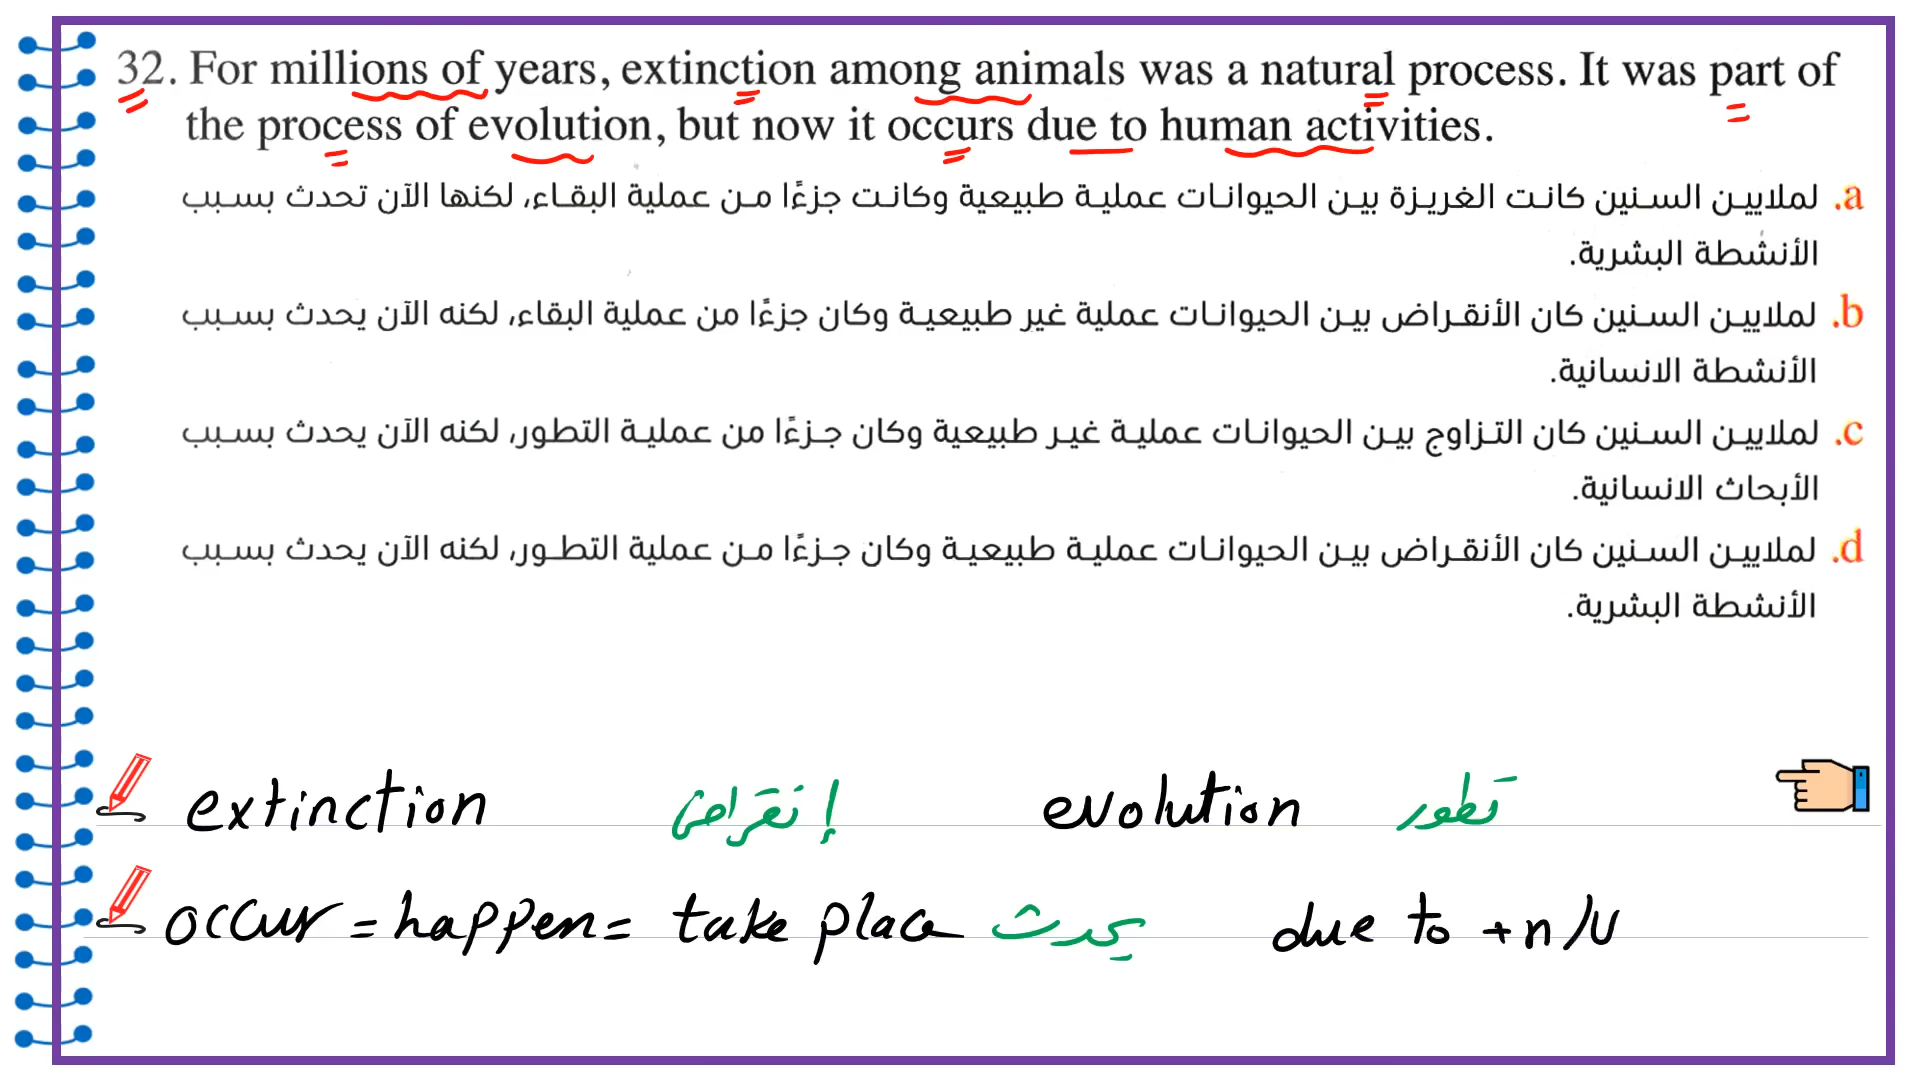 32. For millions of years, extinction among animals was a natural process. It was part of
the process of evolution, but now it occurs due to human activities.
a. لملايين السنين كانت الغريزة بين الحيوانات عملية طبيعية وكانت جزءًا من عملية البقاء، لكنها الآن تحدث بسبب
الأنشطة البشرية.
b. لملايين السنين كان الأنقراض بين الحيوانات عملية غير طبيعية وكان جزءًا من عملية البقاء، لكنه الآن يحدث بسبب
الأنشطة الانسانية.
c. لملايين السنين كان التزاوج بين الحيوانات عملية غير طبيعية وكان جزءًا من عملية التطور، لكنه الآن يحدث بسبب
الأبحاث الانسانية.
d. لملايين السنين كان الأنقراض بين الحيوانات عملية طبيعية وكان جزءًا من عملية التطور، لكنه الآن يحدث بسبب
الأنشطة البشرية.
extinction إنقراض evolution تطور
occur = happen = take place يحدث due to + n/v